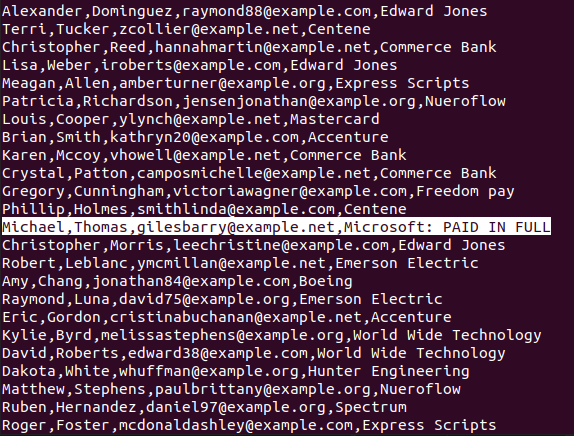 Alexander,Dominguez,raymond88@example.com,Edward Jones
Terri,Tucker,zcollier@example.net,Centene
Christopher,Reed,hannahmartin@example.net,Commerce Bank
Lisa,Weber,iroberts@example.com,Edward Jones
Meagan,Allen,amberturner@example.org,Express Scripts
Patricia,Richardson,jensenjonathan@example.org,Nueroflow
Louis,Cooper,ylynch@example.net,Mastercard
Brian,Smith,kathryn20@example.com,Accenture
Karen,Mccoy,vhowell@example.net,Commerce Bank
Crystal,Patton,camposmichelle@example.net,Commerce Bank
Gregory,Cunningham,victoriawagner@example.com,Freedom pay
Phillip,Holmes,smithlinda@example.com,Centene
Michael,Thomas,gilesbarry@example.net,Microsoft: PAID IN FULL
Christopher,Morris,leechristine@example.com,Edward Jones
Robert,Leblanc,ymcmillan@example.net,Emerson Electric
Amy,Chang,jonathan84@example.com,Boeing
Raymond,Luna,david75@example.org,Emerson Electric
Eric,Gordon,cristinabuchanan@example.net,Accenture
Kylie,Byrd,melissastephens@example.org,World Wide Technology
David,Roberts,edward38@example.com,World Wide Technology
Dakota,White,whuffman@example.org,Hunter Engineering
Matthew,Stephens,paulbrittany@example.org,Nueroflow
Ruben,Hernandez,daniel97@example.org,Spectrum
Roger,Foster,mcdonaldashley@example.com,Express Scripts